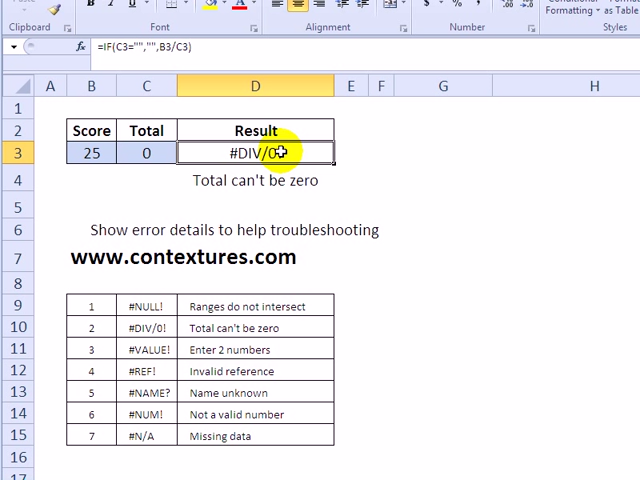 Clipboard
Font
Alignment
Number
Conditional
Formatting
Format
as Table
Styles
fx
=IF(C3="","",B3/C3)
A B C D E F G H
1
2 Score Total Result
3 25 0 #DIV/0
4 Total can't be zero
5
6 Show error details to help troubleshooting
7 www.contextures.com
8
9 1 #NULL! Ranges do not intersect
10 2 #DIV/0! Total can't be zero
11 3 #VALUE! Enter 2 numbers
12 4 #REF! Invalid reference
13 5 #NAME? Name unknown
14 6 #NUM! Not a valid number
15 7 #N/A Missing data
16
17